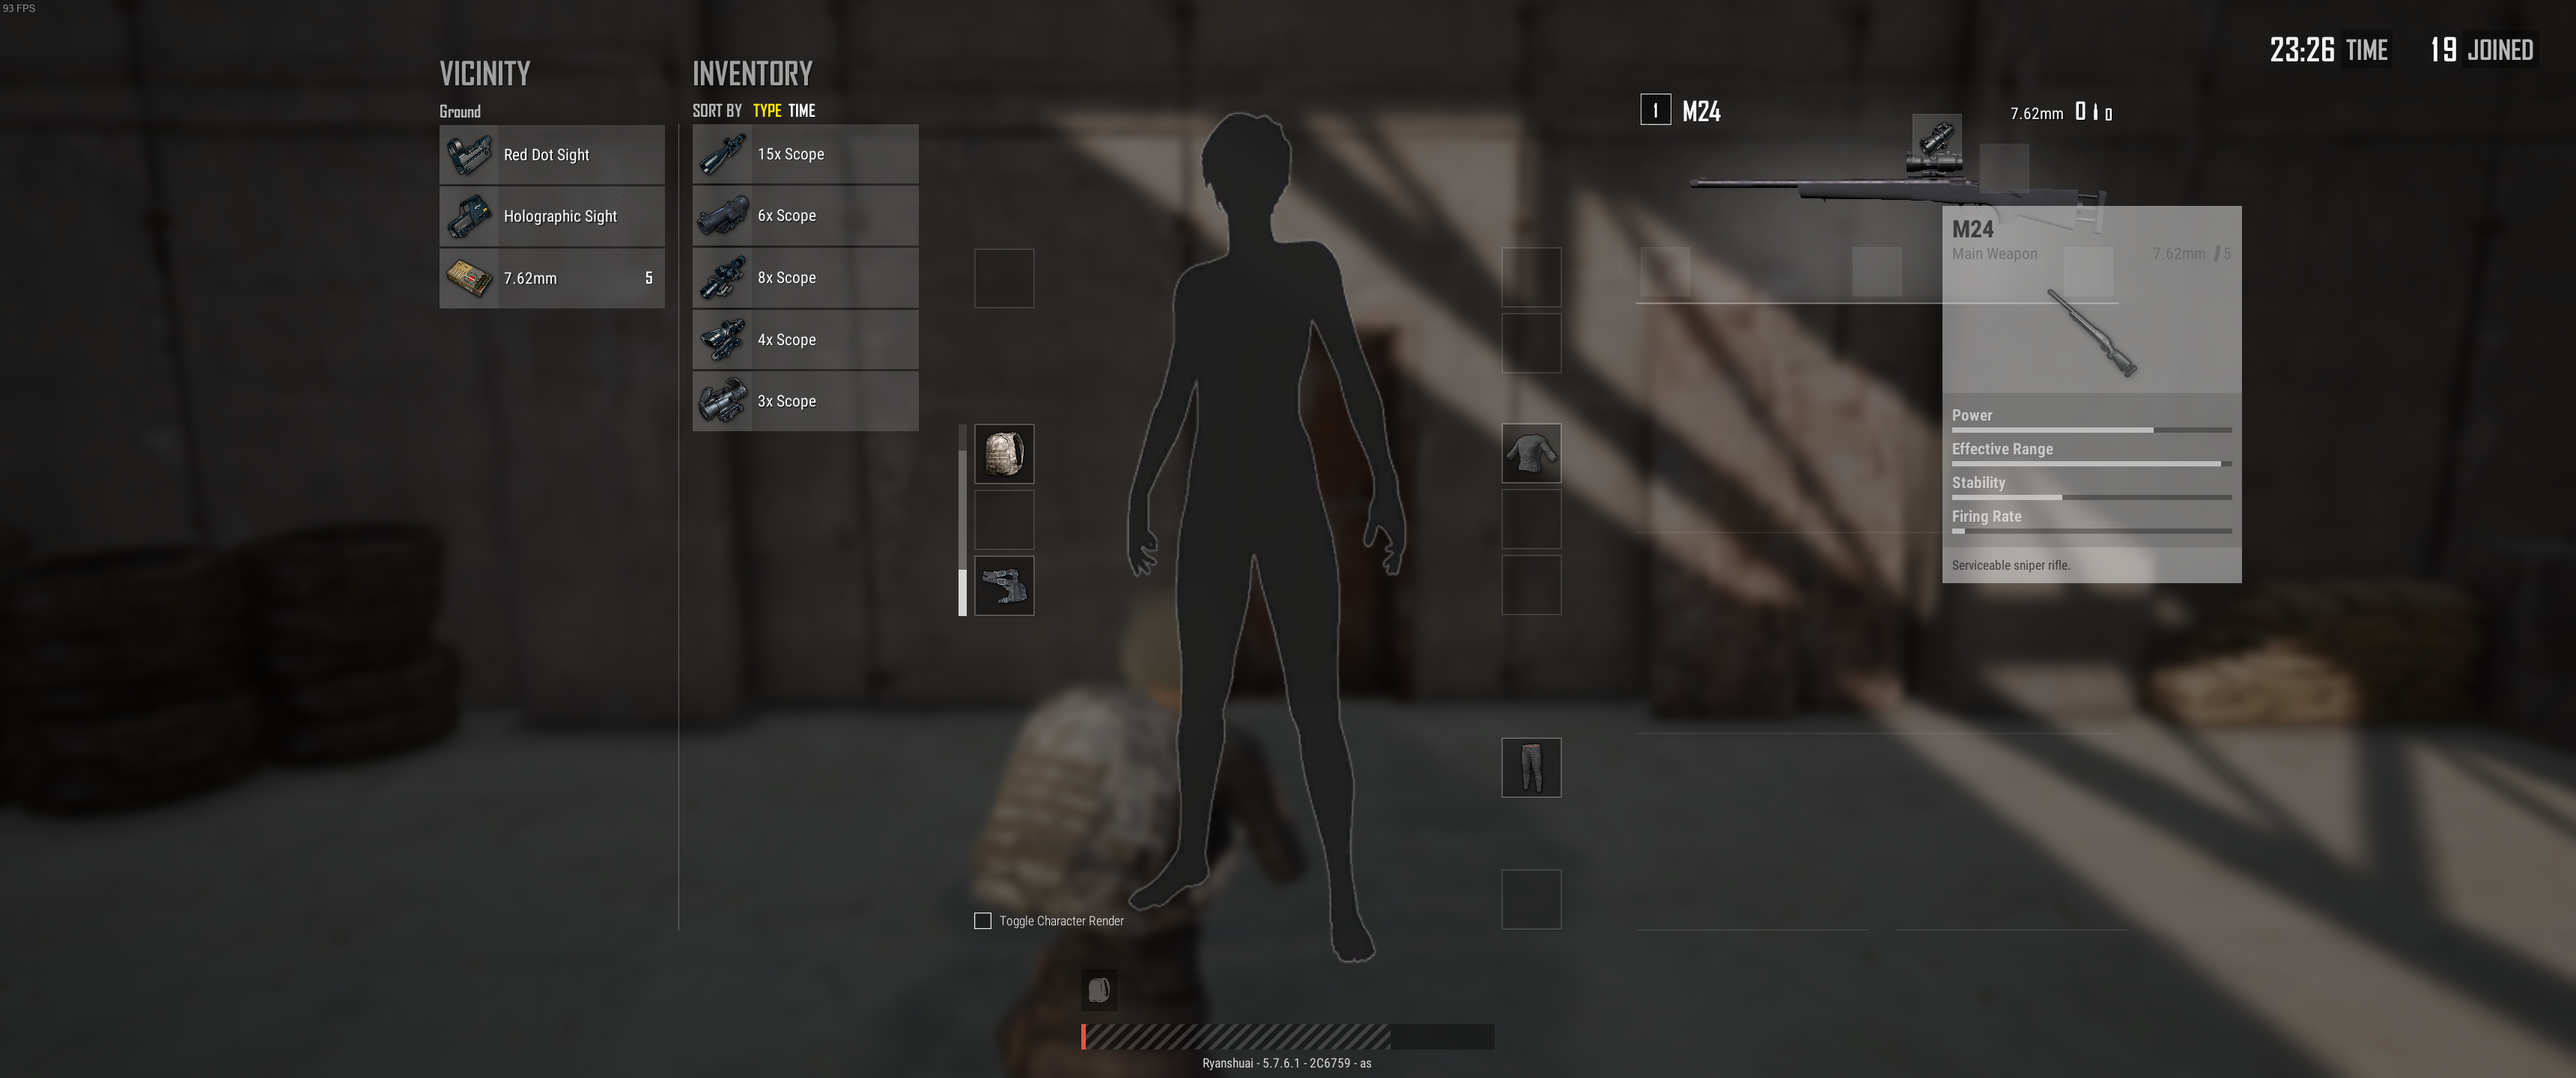 93 FPS
23:26 TIME 19 JOINED
VICINITY
Ground
Red Dot Sight
Holographic Sight
7.62mm 5
INVENTORY
SORT BY TYPE TIME
15x Scope
6x Scope
8x Scope
4x Scope
3x Scope
1 M24 7.62mm 0 0
M24
Main Weapon 7.62mm 5
Power
Effective Range
Stability
Firing Rate
Serviceable sniper rifle.
Toggle Character Render
Ryanshuai - 5.7.6.1 - 2C6759 - as